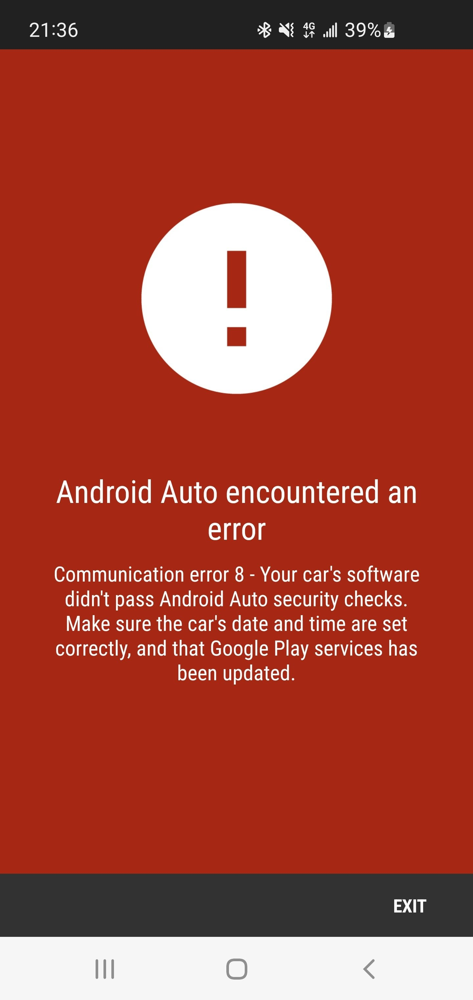 21:36 4G 39%
Android Auto encountered an
error
Communication error 8 - Your car's software
didn't pass Android Auto security checks.
Make sure the car's date and time are set
correctly, and that Google Play services has
been updated.
EXIT